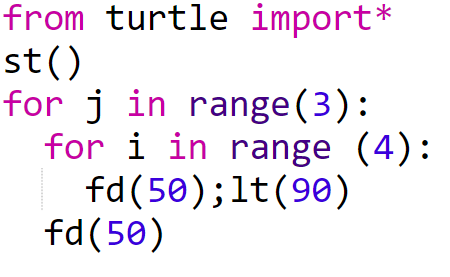 from turtle import*
st()
for j in range(3):
  for i in range (4):
    fd(50);lt(90)
  fd(50)